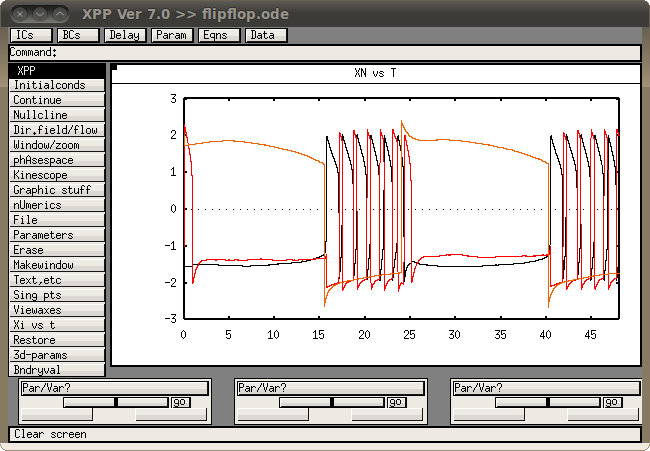 XPP Ver 7.0 >> flipflop.ode
ICs BCs Delay Param Eqns Data
Command:
XPP
Initialconds
Continue
Nullcline
Dir.field/flow
Window/zoom
phAsespace
Kinescope
Graphic stuff
nUmerics
File
Parameters
Erase
Makewindow
Text,etc
Sing pts
Viewaxes
Xi vs t
Restore
3d-params
Bndryval
XN vs T
3
2
1
0
-1
-2
-3
0 5 10 15 20 25 30 35 40 45
Par/Var? Par/Var? Par/Var?
go go go
Clear screen